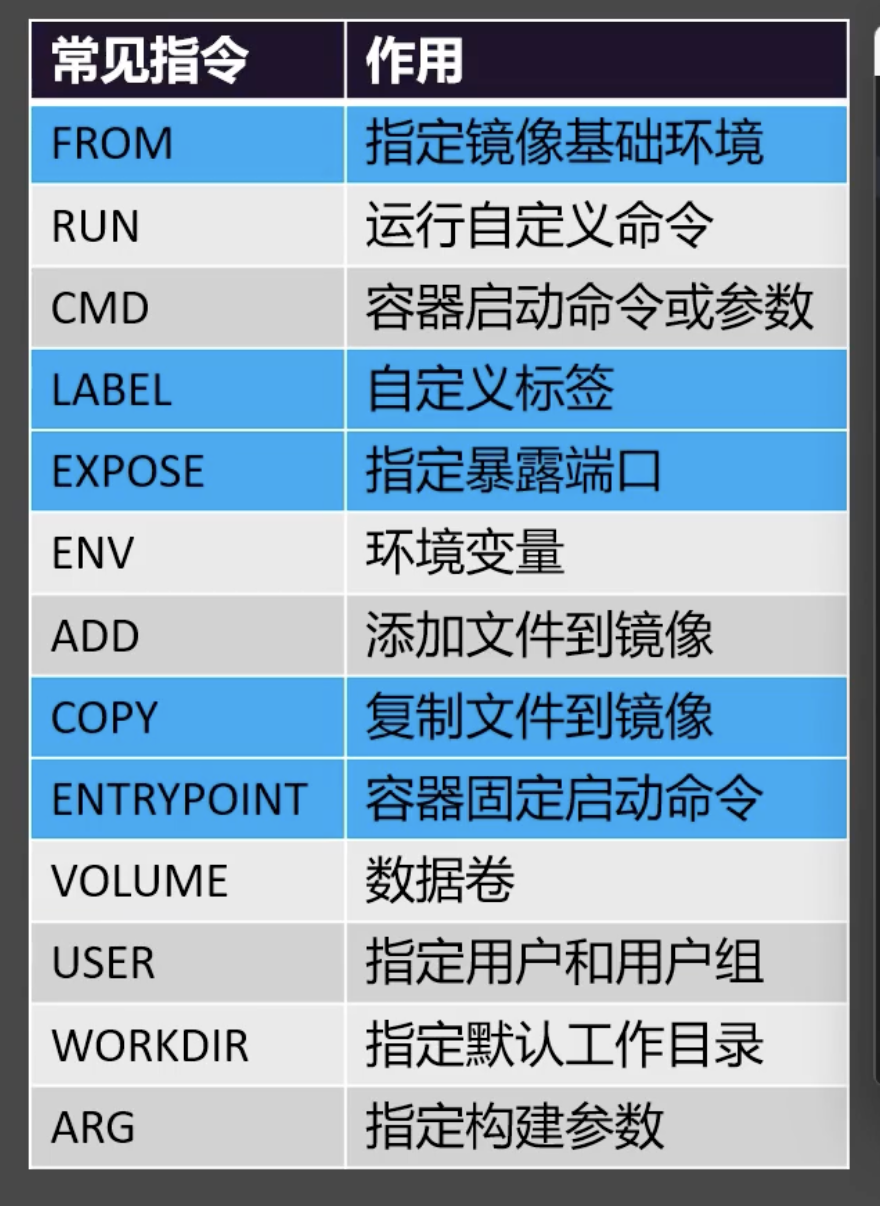 常见指令 作用
FROM 指定镜像基础环境
RUN 运行自定义命令
CMD 容器启动命令或参数
LABEL 自定义标签
EXPOSE 指定暴露端口
ENV 环境变量
ADD 添加文件到镜像
COPY 复制文件到镜像
ENTRYPOINT 容器固定启动命令
VOLUME 数据卷
USER 指定用户和用户组
WORKDIR 指定默认工作目录
ARG 指定构建参数